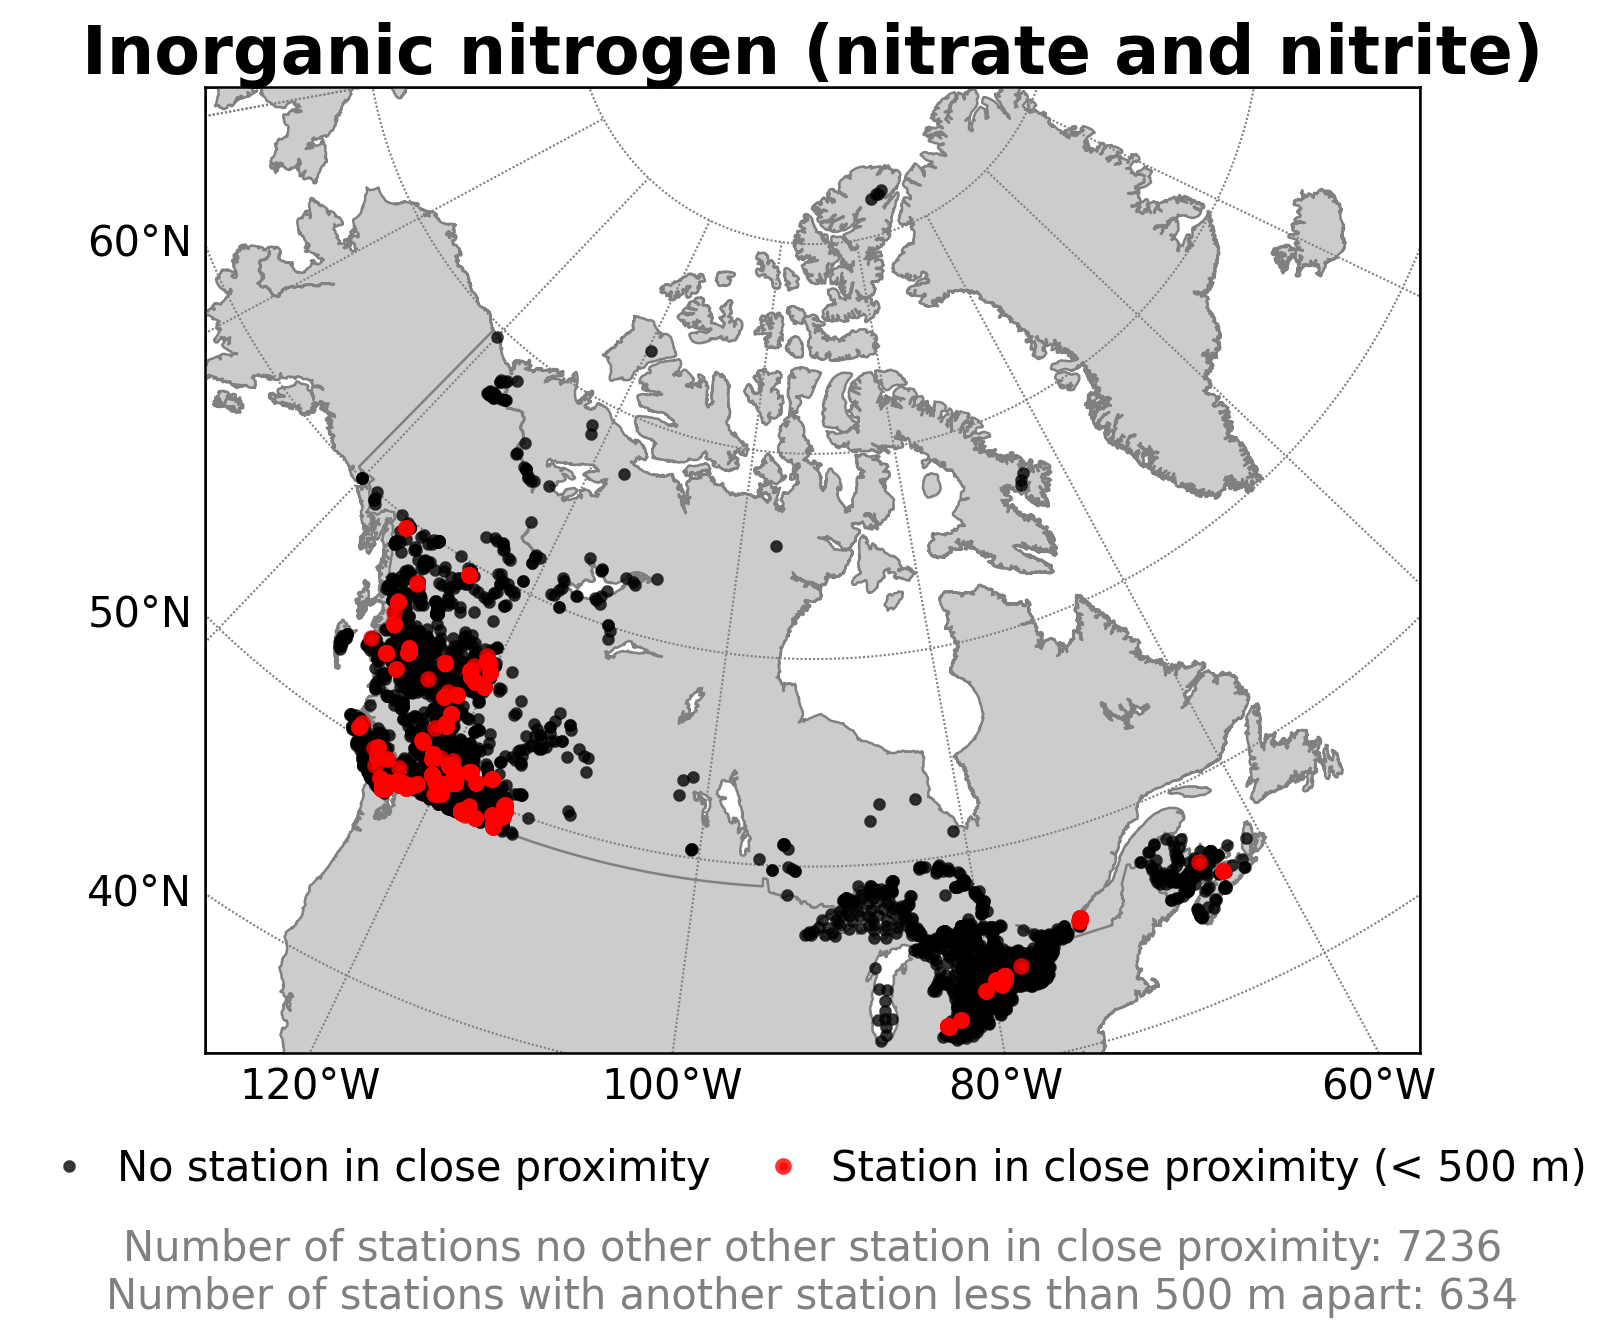 Inorganic nitrogen (nitrate and nitrite)
60°N
50°N
40°N
120°W 100°W 80°W 60°W
No station in close proximity Station in close proximity (< 500 m)
Number of stations no other other station in close proximity: 7236
Number of stations with another station less than 500 m apart: 634